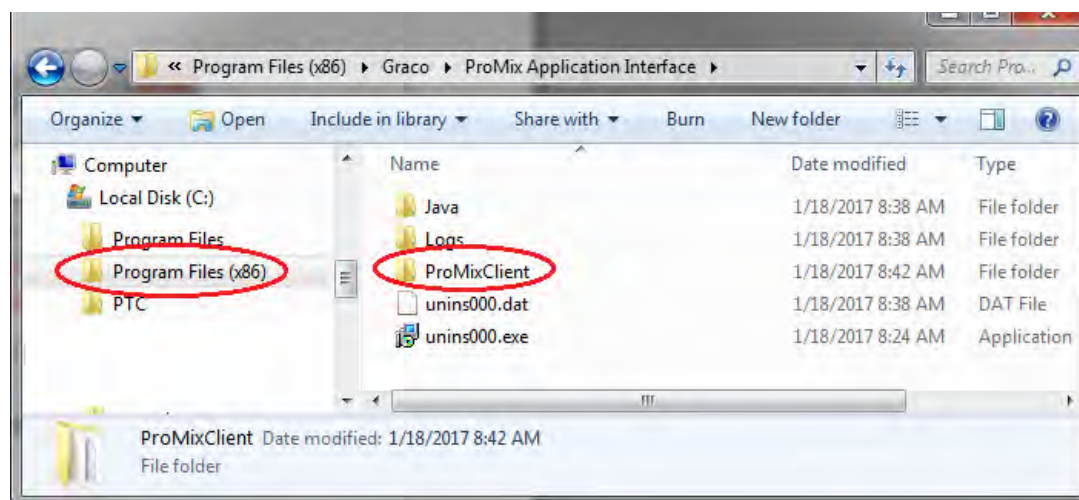 « Program Files (x86) ▸ Graco ▸ ProMix Application Interface ▸ Search Pro...
Organize Open Include in library Share with Burn New folder
Computer Name Date modified Type
Local Disk (C:) Java 1/18/2017 8:38 AM File folder
Program Files Logs 1/18/2017 8:38 AM File folder
Program Files (x86) ProMixClient 1/18/2017 8:42 AM File folder
PTC unins000.dat 1/18/2017 8:38 AM DAT File
unins000.exe 1/18/2017 8:24 AM Application
ProMixClient Date modified: 1/18/2017 8:42 AM
File folder